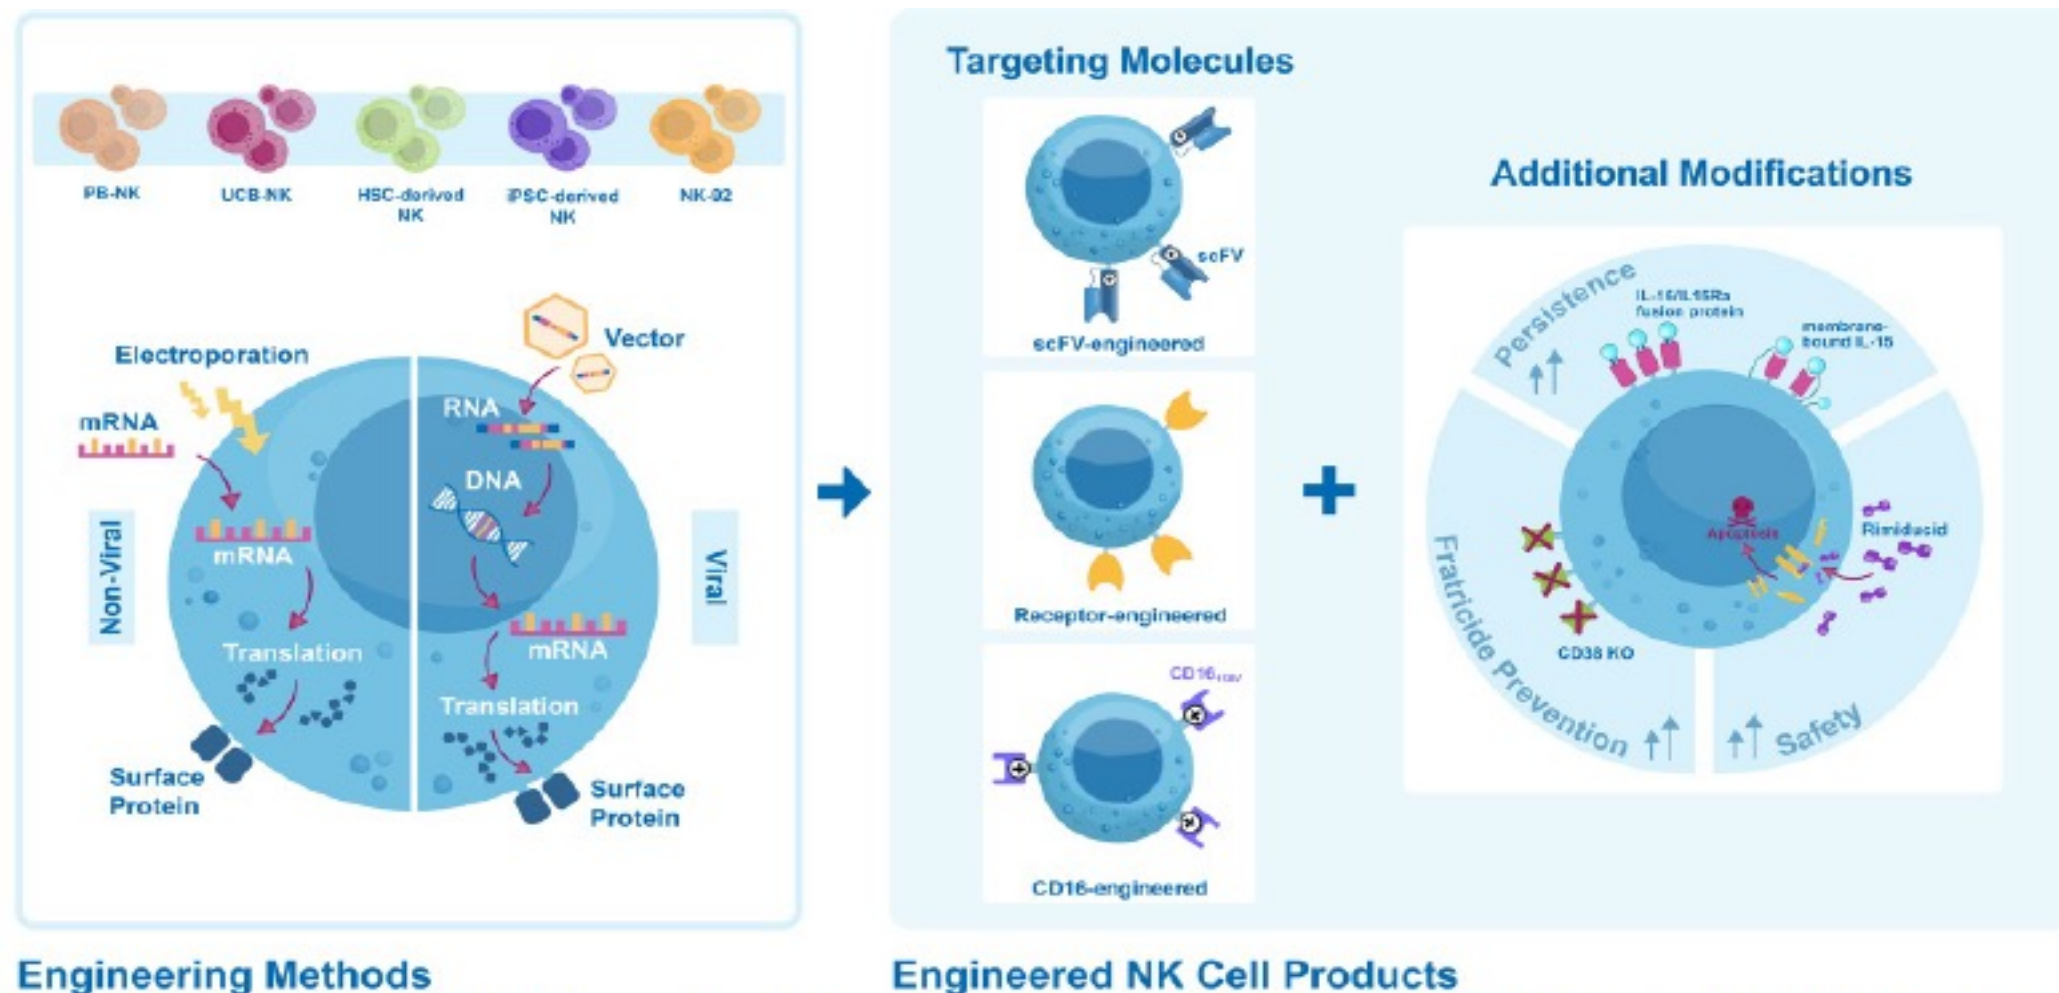 PB-NK
UCB-NK
HSC-derived
NK
iPSC-derived
NK
NK-92
Electroporation
mRNA
mRNA
Translation
Surface
Protein
Non-Viral
Vector
RNA
DNA
mRNA
Translation
Surface
Protein
Viral
Engineering Methods
Targeting Molecules
scFV
scFV-engineered
Receptor-engineered
CD16
CD16-engineered
Additional Modifications
Persistence
IL-15/IL15Ra
fusion protein
membrane-
bound IL-15
Apoptosis
Rimiducid
CD38 KO
Fratricide Prevention
Safety
Engineered NK Cell Products